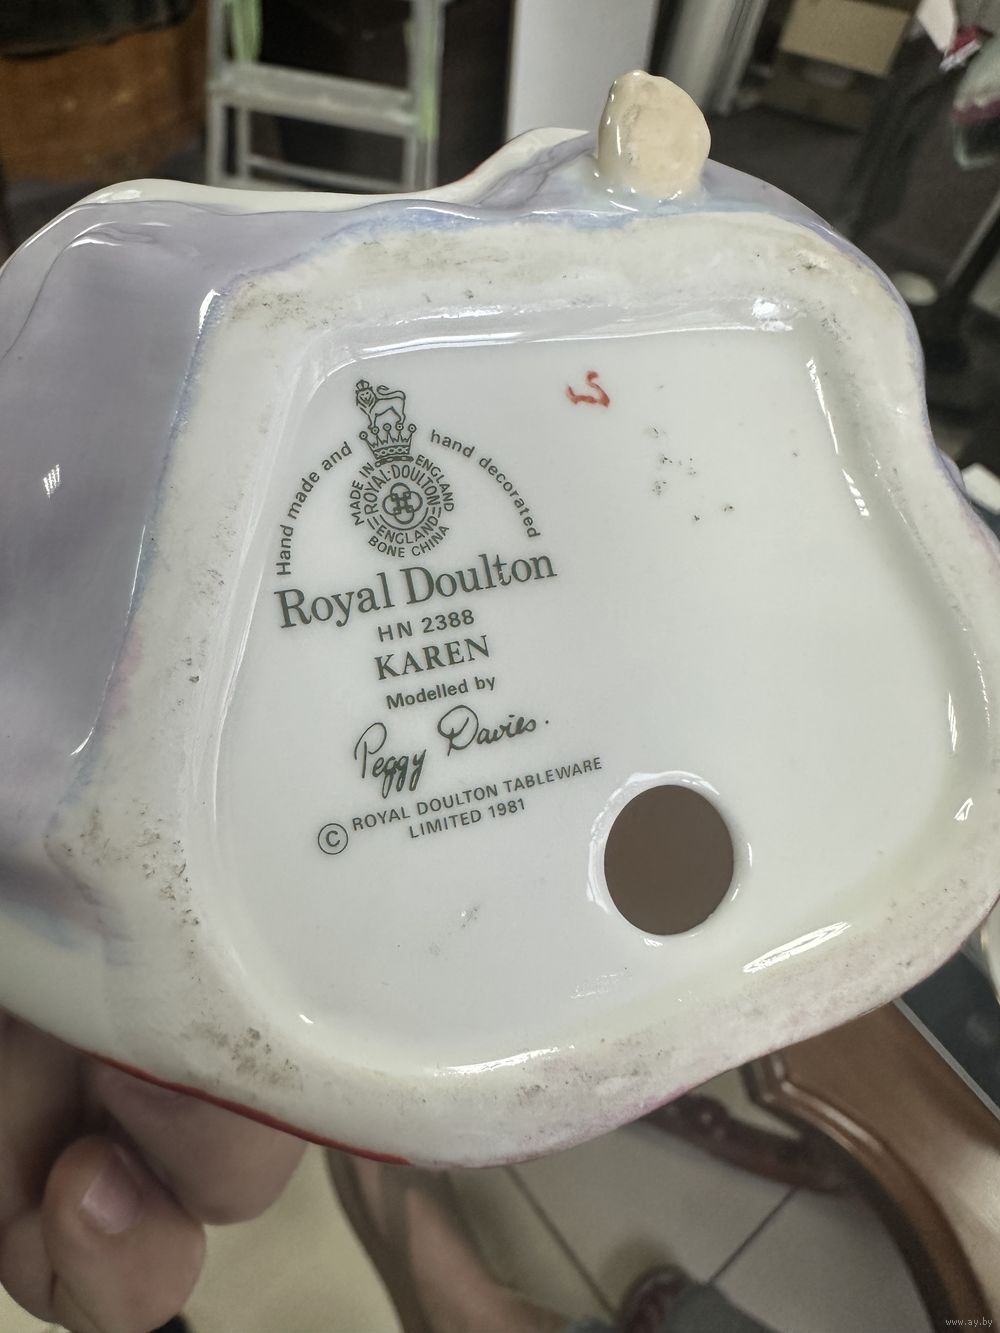 Hand made and hand decorated
MADE IN ENGLAND
ROYAL·DOULTON
ENGLAND
BONE CHINA
Royal Doulton
HN 2388
KAREN
Modelled by
Peggy Davies.
© ROYAL DOULTON TABLEWARE
LIMITED 1981
www.ay.by